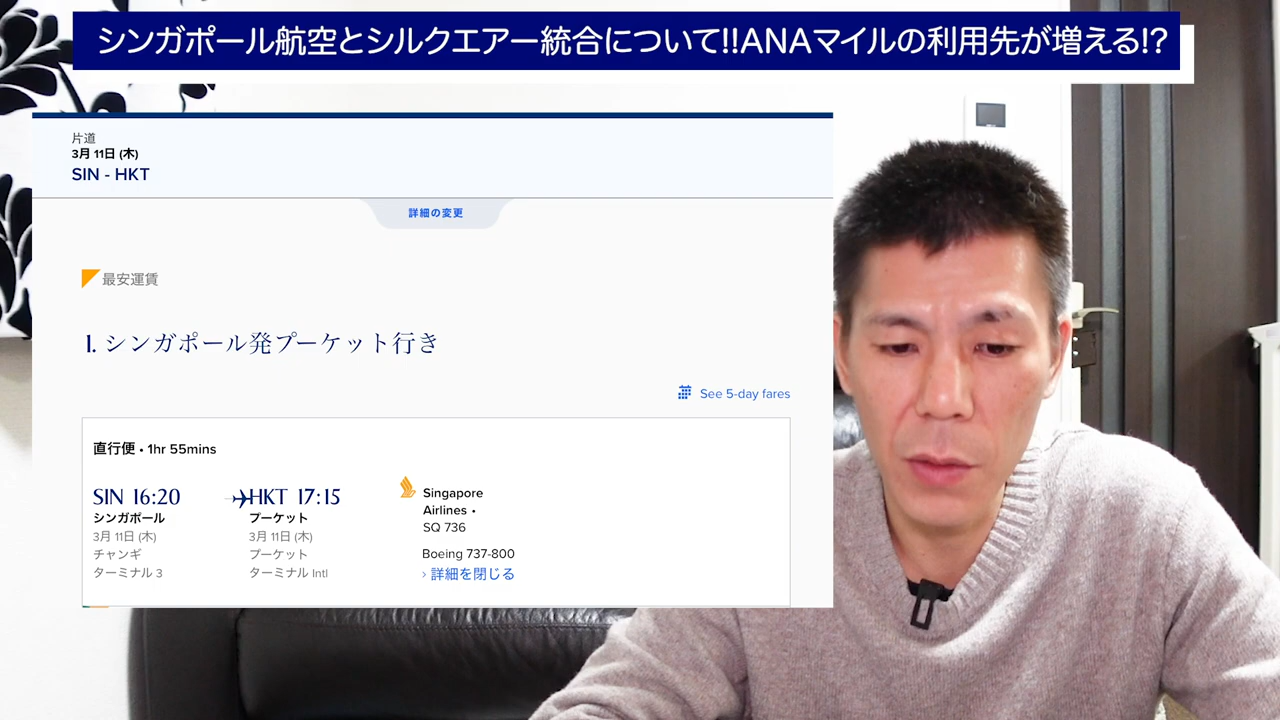 シンガポール航空とシルクエアー統合について!!ANAマイルの利用先が増える!?
片道
3月 11日 (木)
SIN - HKT
詳細の変更
最安運賃
1. シンガポール発プーケット行き
See 5-day fares
直行便 • 1hr 55mins
SIN 16:20
HKT 17:15
シンガポール
プーケット
3月 11日 (木)
3月 11日 (木)
チャンギ
プーケット
ターミナル 3
ターミナル Intl
Singapore
Airlines •
SQ 736
Boeing 737-800
› 詳細を閉じる